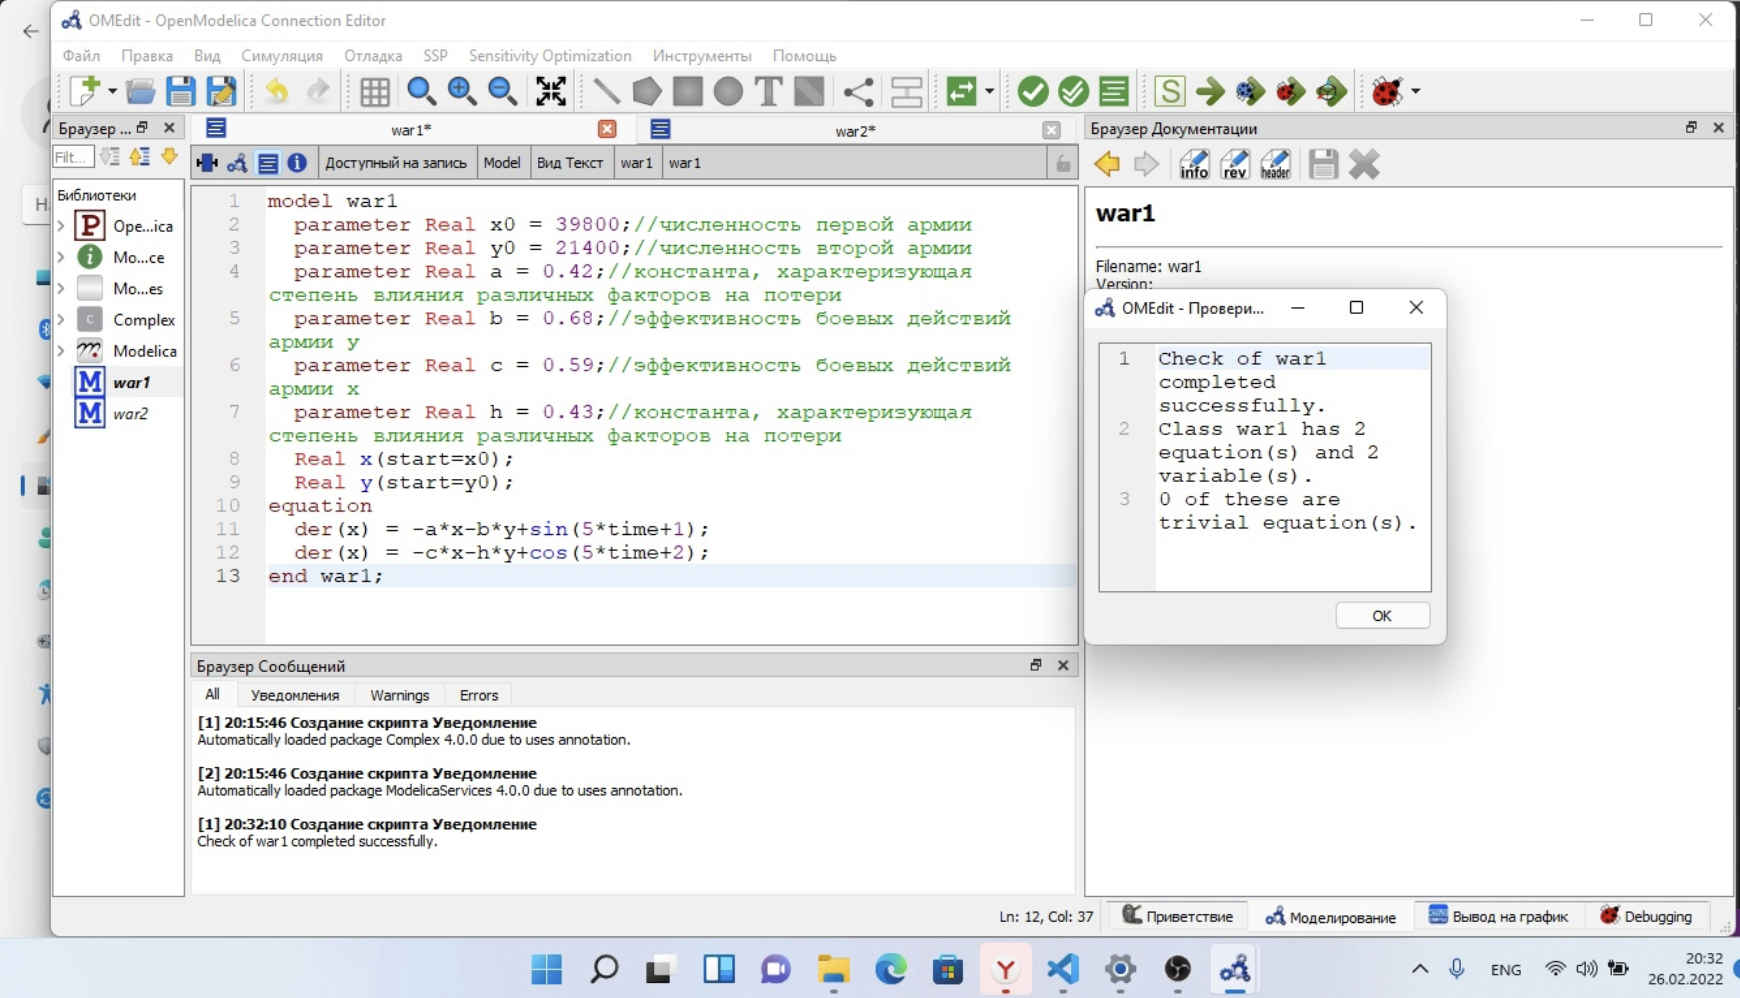 OMEdit - OpenModelica Connection Editor
Файл Правка Вид Симуляция Отладка SSP Sensitivity Optimization Инструменты Помощь
S
Браузер ...
Filt...
Библиотеки
P Ope...ica
i Mo...ce
Mo...es
C Complex
Modelica
M war1
M war2
war1*
war2*
Доступный на запись Model Вид Текст war1 war1
1 model war1
2 parameter Real x0 = 39800;//численность первой армии
3 parameter Real y0 = 21400;//численность второй армии
4 parameter Real a = 0.42;//константа, характеризующая
степень влияния различных факторов на потери
5 parameter Real b = 0.68;//эффективность боевых действий
армии y
6 parameter Real c = 0.59;//эффективность боевых действий
армии x
7 parameter Real h = 0.43;//константа, характеризующая
степень влияния различных факторов на потери
8 Real x(start=x0);
9 Real y(start=y0);
10 equation
11 der(x) = -a*x-b*y+sin(5*time+1);
12 der(x) = -c*x-h*y+cos(5*time+2);
13 end war1;
Браузер Сообщений
All Уведомления Warnings Errors
[1] 20:15:46 Создание скрипта Уведомление
Automatically loaded package Complex 4.0.0 due to uses annotation.
[2] 20:15:46 Создание скрипта Уведомление
Automatically loaded package ModelicaServices 4.0.0 due to uses annotation.
[1] 20:32:10 Создание скрипта Уведомление
Check of war1 completed successfully.
Браузер Документации
info rev header
war1
Filename: war1
Version:
OMEdit - Провери...
1 Check of war1
completed
successfully.
2 Class war1 has 2
equation(s) and 2
variable(s).
3 0 of these are
trivial equation(s).
OK
Ln: 12, Col: 37 Приветствие Моделирование Вывод на график Debugging
ENG
20:32
26.02.2022